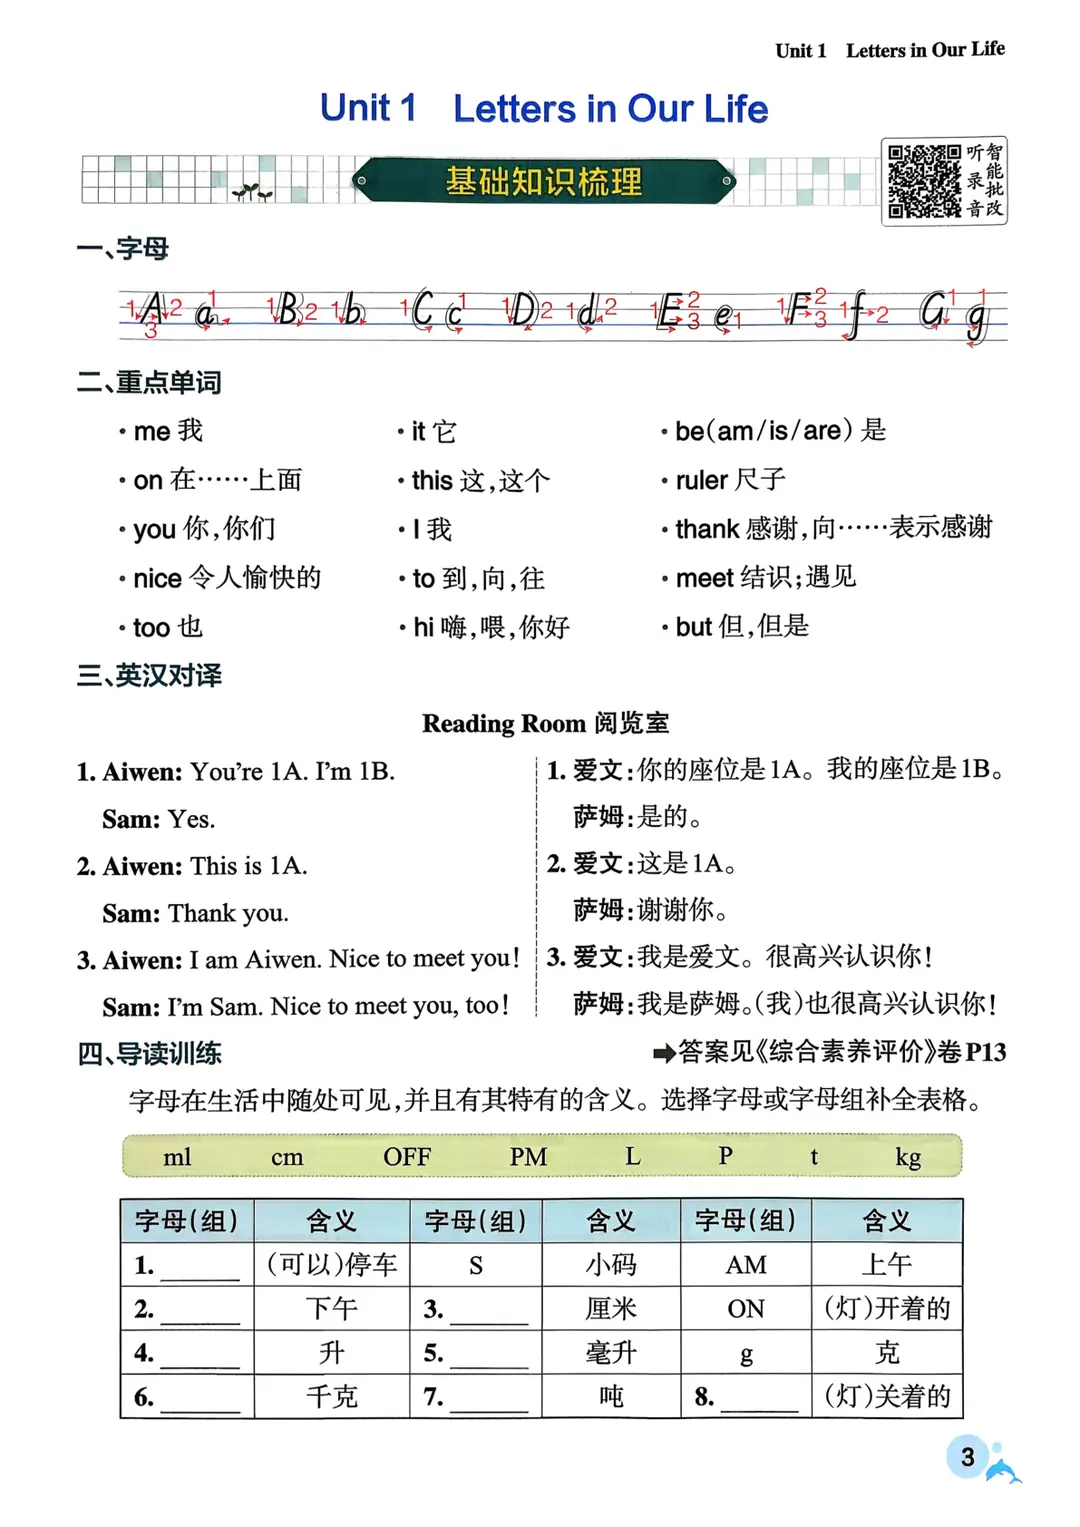 Unit 1 Letters in Our Life
Unit 1 Letters in Our Life
基础知识梳理
听录音
智能批改
一、字母
A a B b C c D d E e F f G g
二、重点单词
· me 我 · it 它 · be(am/is/are) 是
· on 在……上面 · this 这,这个 · ruler 尺子
· you 你,你们 · I 我 · thank 感谢,向……表示感谢
· nice 令人愉快的 · to 到,向,往 · meet 结识;遇见
· too 也 · hi 嗨,喂,你好 · but 但,但是
三、英汉对译
Reading Room 阅览室
1. Aiwen: You're 1A. I'm 1B.
Sam: Yes.
2. Aiwen: This is 1A.
Sam: Thank you.
3. Aiwen: I am Aiwen. Nice to meet you!
Sam: I'm Sam. Nice to meet you, too!
1. 爱文:你的座位是1A。我的座位是1B。
萨姆:是的。
2. 爱文:这是1A。
萨姆:谢谢你。
3. 爱文:我是爱文。很高兴认识你!
萨姆:我是萨姆。(我)也很高兴认识你!
四、导读训练 ➡答案见《综合素养评价》卷P13
字母在生活中随处可见,并且有其特有的含义。选择字母或字母组补全表格。
ml cm OFF PM L P t kg
字母(组) 含义 字母(组) 含义 字母(组) 含义
1. ______ (可以)停车 S 小码 AM 上午
2. ______ 下午 3. ______ 厘米 ON (灯)开着的
4. ______ 升 5. ______ 毫升 g 克
6. ______ 千克 7. ______ 吨 8. ______ (灯)关着的
3